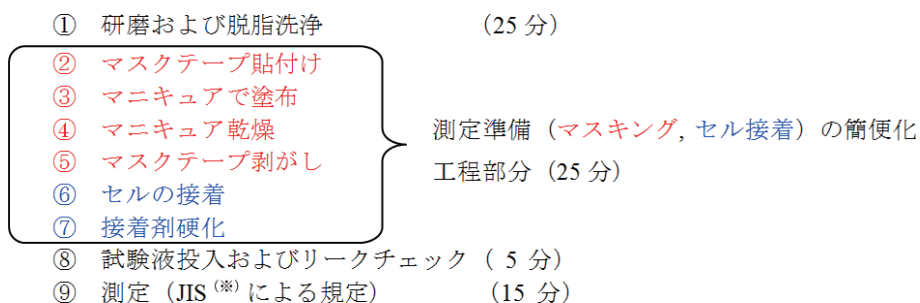 ① 研磨および脱脂洗浄 (25 分)
② マスクテープ貼付け
③ マニキュアで塗布
④ マニキュア乾燥
測定準備（マスキング, セル接着）の簡便化
⑤ マスクテープ剥がし
工程部分（25 分）
⑥ セルの接着
⑦ 接着剤硬化
⑧ 試験液投入およびリークチェック（ 5 分）
⑨ 測定（JIS（※）による規定） （15 分）